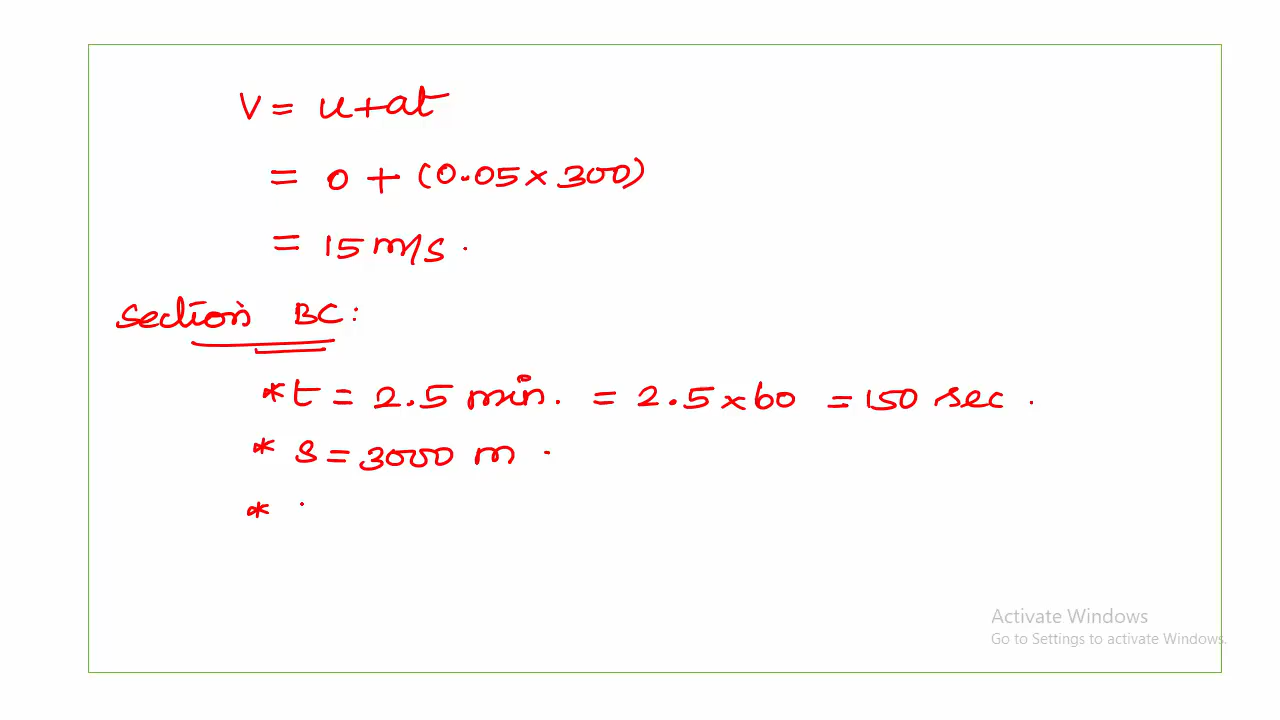 V = u+at
= 0 + (0.05 × 300)
= 15 m/s .
Section BC:
* t = 2.5 min. = 2.5 × 60 = 150 sec .
* S = 3000 m .
*
Activate Windows
Go to Settings to activate Windows.